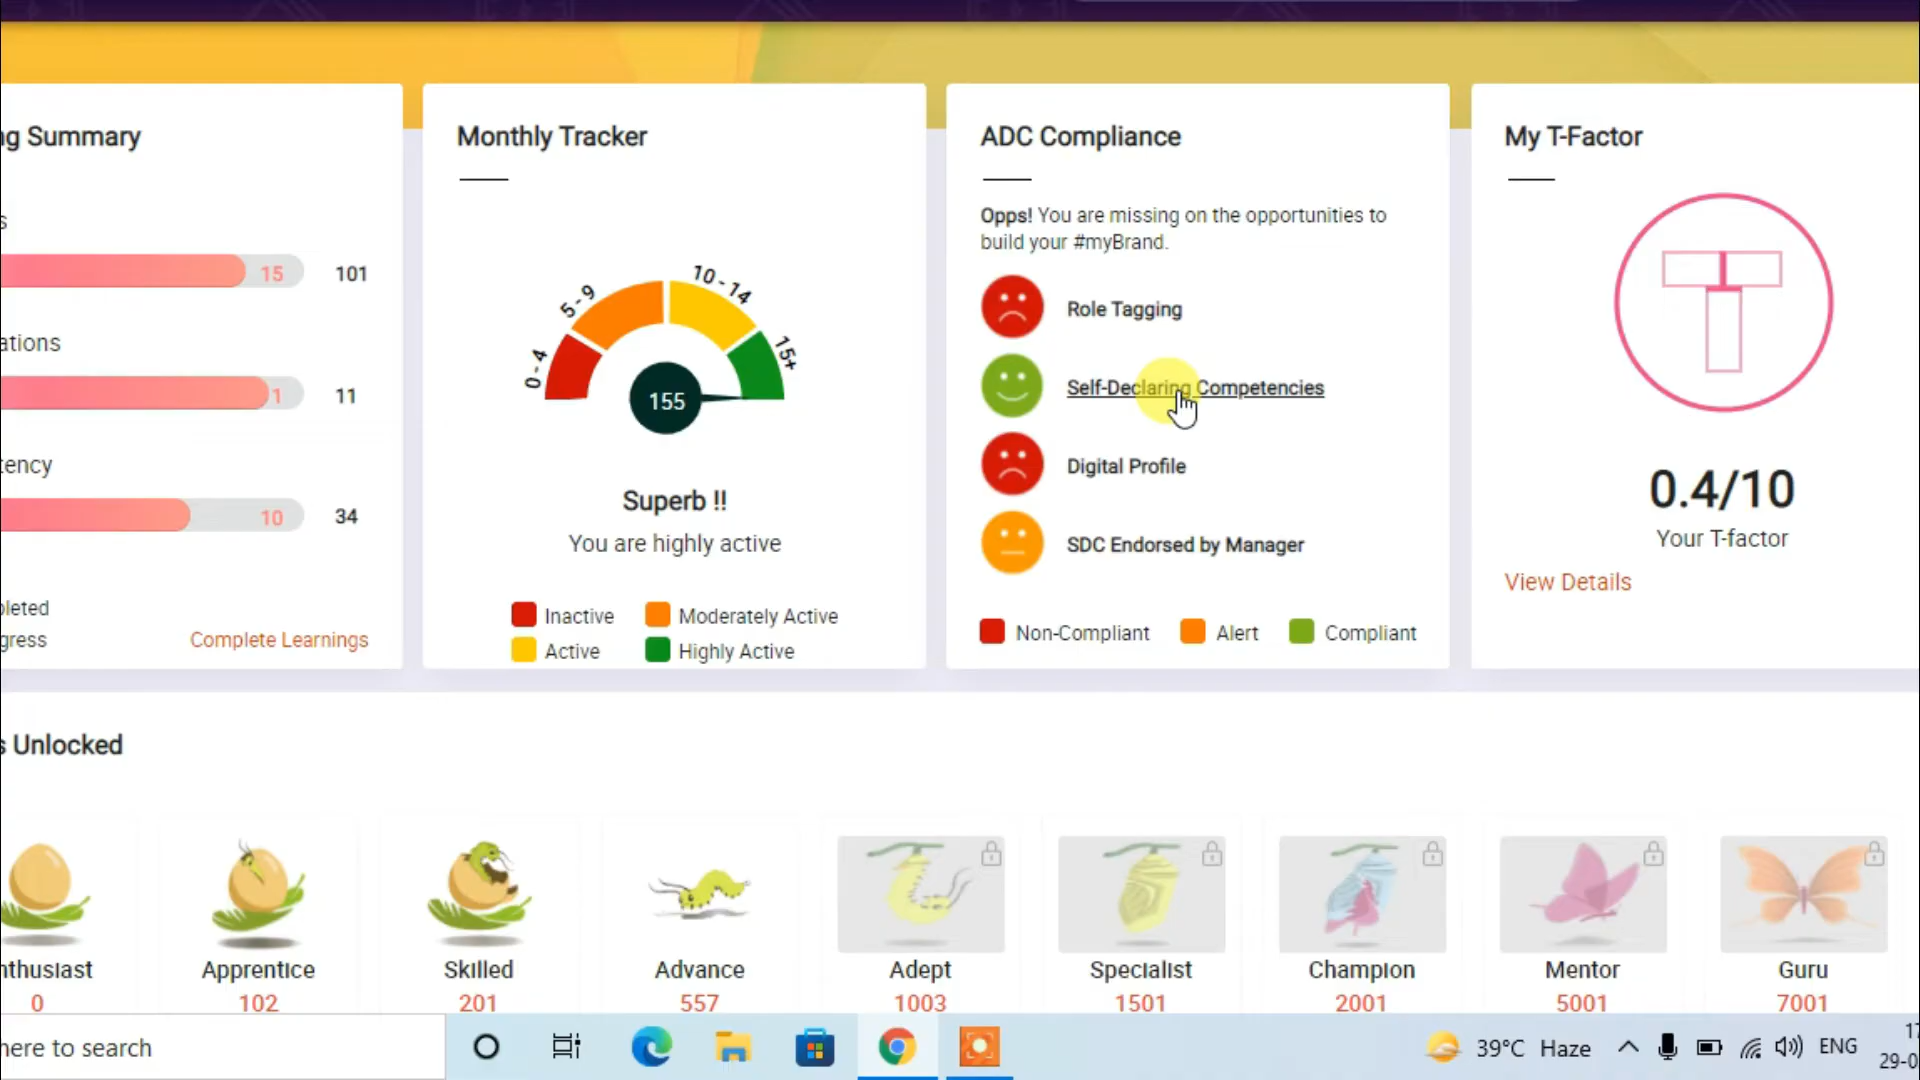 ng Summary
s
15 101
ations
1 11
tency
10 34
pleted
gress
Complete Learnings
Monthly Tracker
0 - 4
5 - 9
10 - 14
15+
155
Superb !!
You are highly active
Inactive
Moderately Active
Active
Highly Active
ADC Compliance
Opps! You are missing on the opportunities to
build your #myBrand.
Role Tagging
Self-Declaring Competencies
Digital Profile
SDC Endorsed by Manager
Non-Compliant
Alert
Compliant
My T-Factor
0.4/10
Your T-factor
View Details
s Unlocked
nthusiast
0
Apprentice
102
Skilled
201
Advance
557
Adept
1003
Specialist
1501
Champion
2001
Mentor
5001
Guru
7001
here to search
39°C Haze
ENG
17
29-0